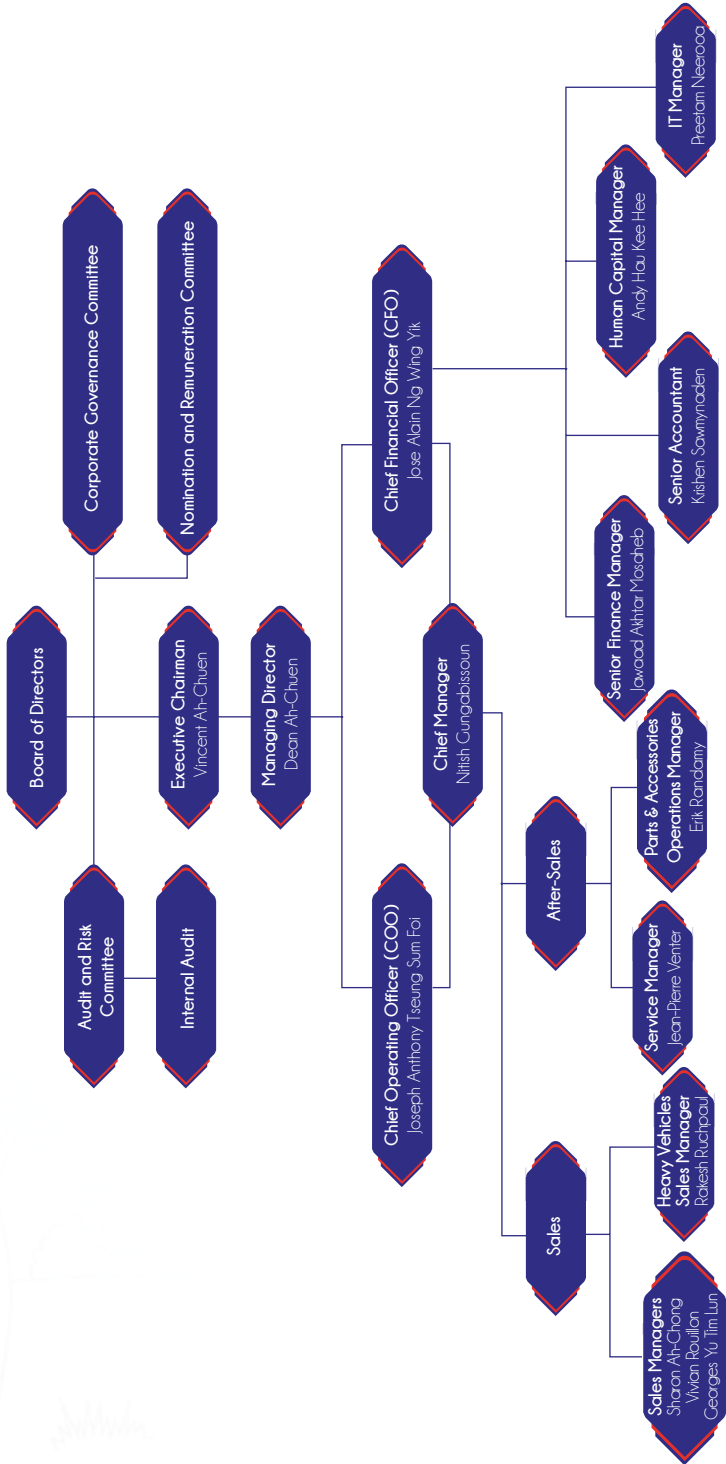 Board of Directors
Audit and Risk
Committee
Corporate Governance Committee
Internal Audit
Executive Chairman
Vincent Ah-Chuen
Nomination and Remuneration Committee
Managing Director
Dean Ah-Chuen
Chief Operating Officer (COO)
Joseph Anthony Tseung Sum Foi
Chief Financial Officer (CFO)
Jose Alain Ng Wing Yik
Chief Manager
Nitish Gungabissoun
Sales
After-Sales
Sales Managers
Sharon Ah-Chong
Vivian Rouillon
Georges Yu Tim Lun
Heavy Vehicles
Sales Manager
Rakesh Ruchpaul
Service Manager
Jean-Pierre Venter
Parts & Accessories
Operations Manager
Erik Randamy
Senior Finance Manager
Jawaad Akhtar Mosaheb
Senior Accountant
Krishen Sawmynaden
Human Capital Manager
Andy Hau Kee Hee
IT Manager
Preetam Neerooa